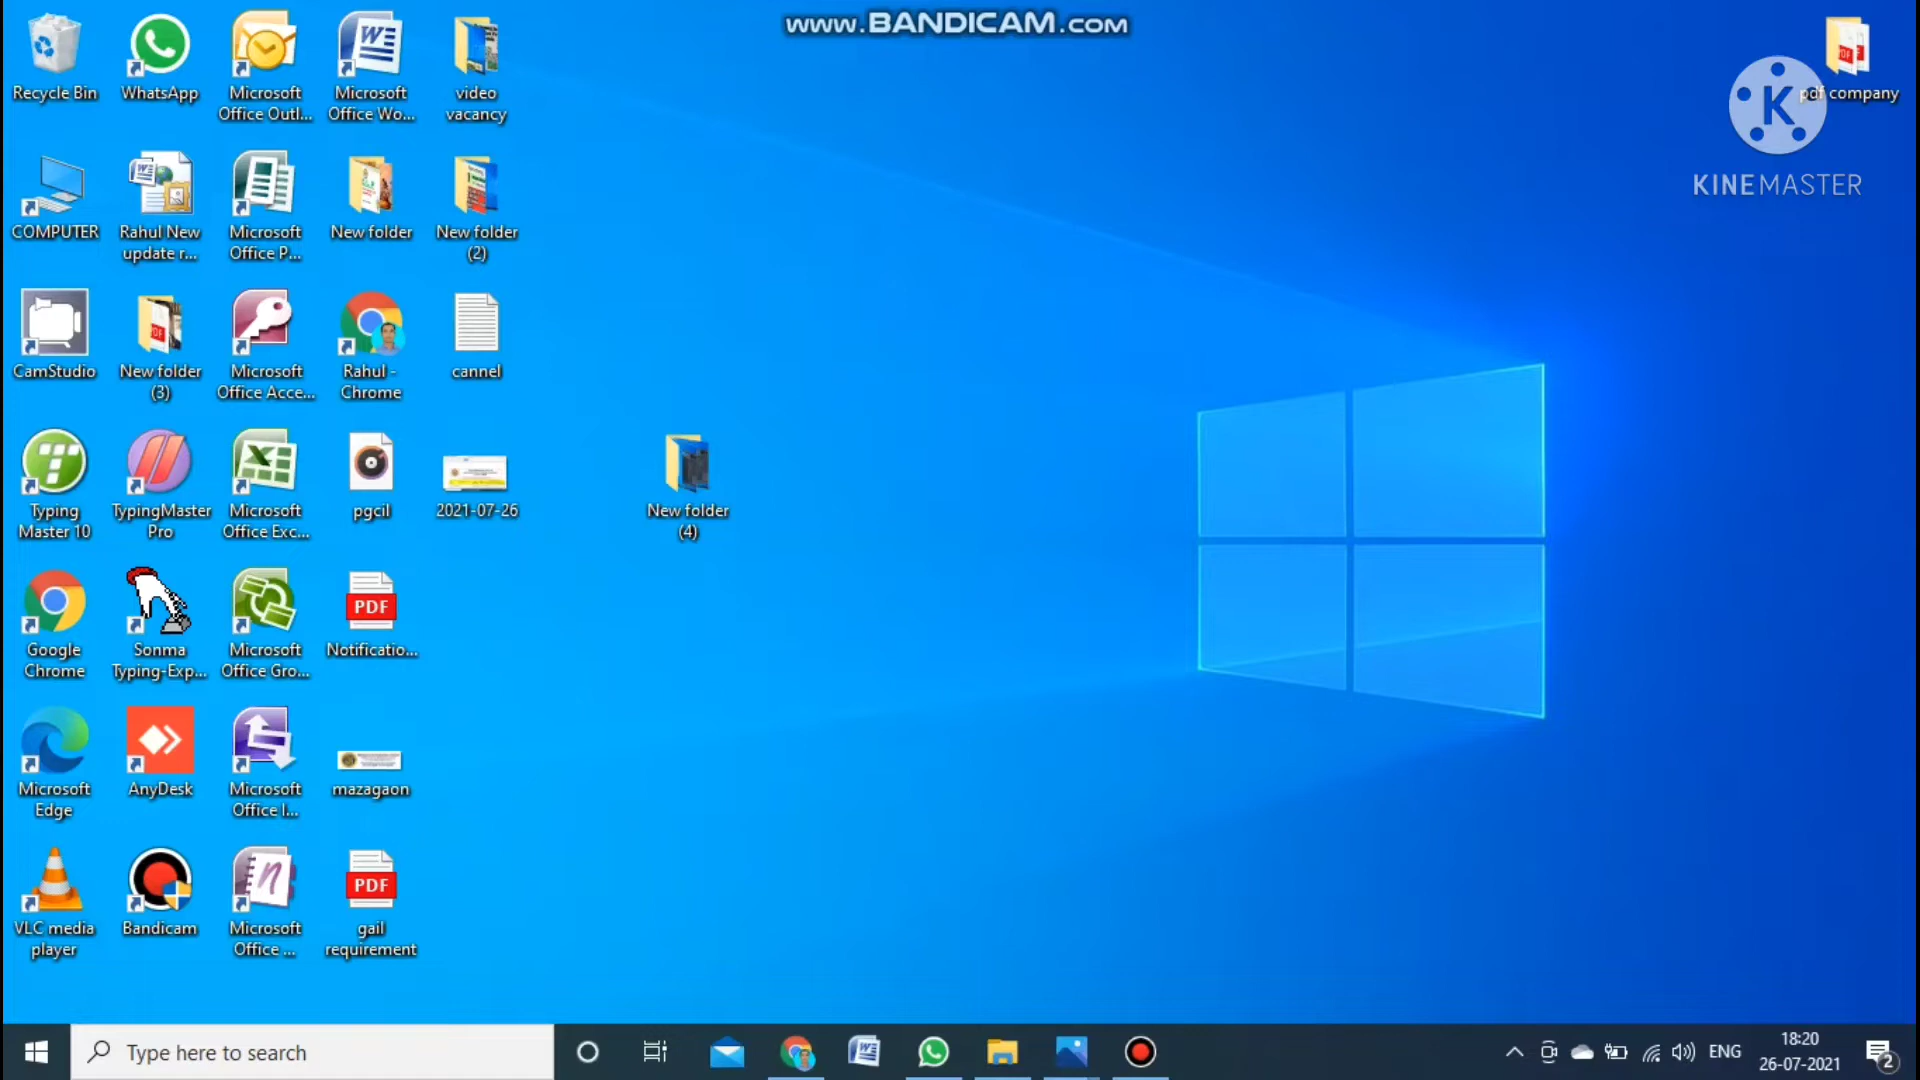 www.BANDICAM.com
KINEMASTER
pdf company
Recycle Bin
WhatsApp
Microsoft
Office Outl...
Microsoft
Office Wo...
video
vacancy
COMPUTER
Rahul New
update r...
Microsoft
Office P...
New folder
New folder
(2)
CamStudio
New folder
(3)
Microsoft
Office Acce...
Rahul -
Chrome
cannel
Typing
Master 10
TypingMaster
Pro
Microsoft
Office Exc...
pgcil
2021-07-26
New folder
(4)
Google
Chrome
Sonma
Typing-Exp...
Microsoft
Office Gro...
PDF
Notificatio...
Microsoft
Edge
AnyDesk
Microsoft
Office I...
mazagaon
VLC media
player
Bandicam
Microsoft
Office ...
PDF
gail
requirement
Type here to search
ENG
18:20
26-07-2021
2